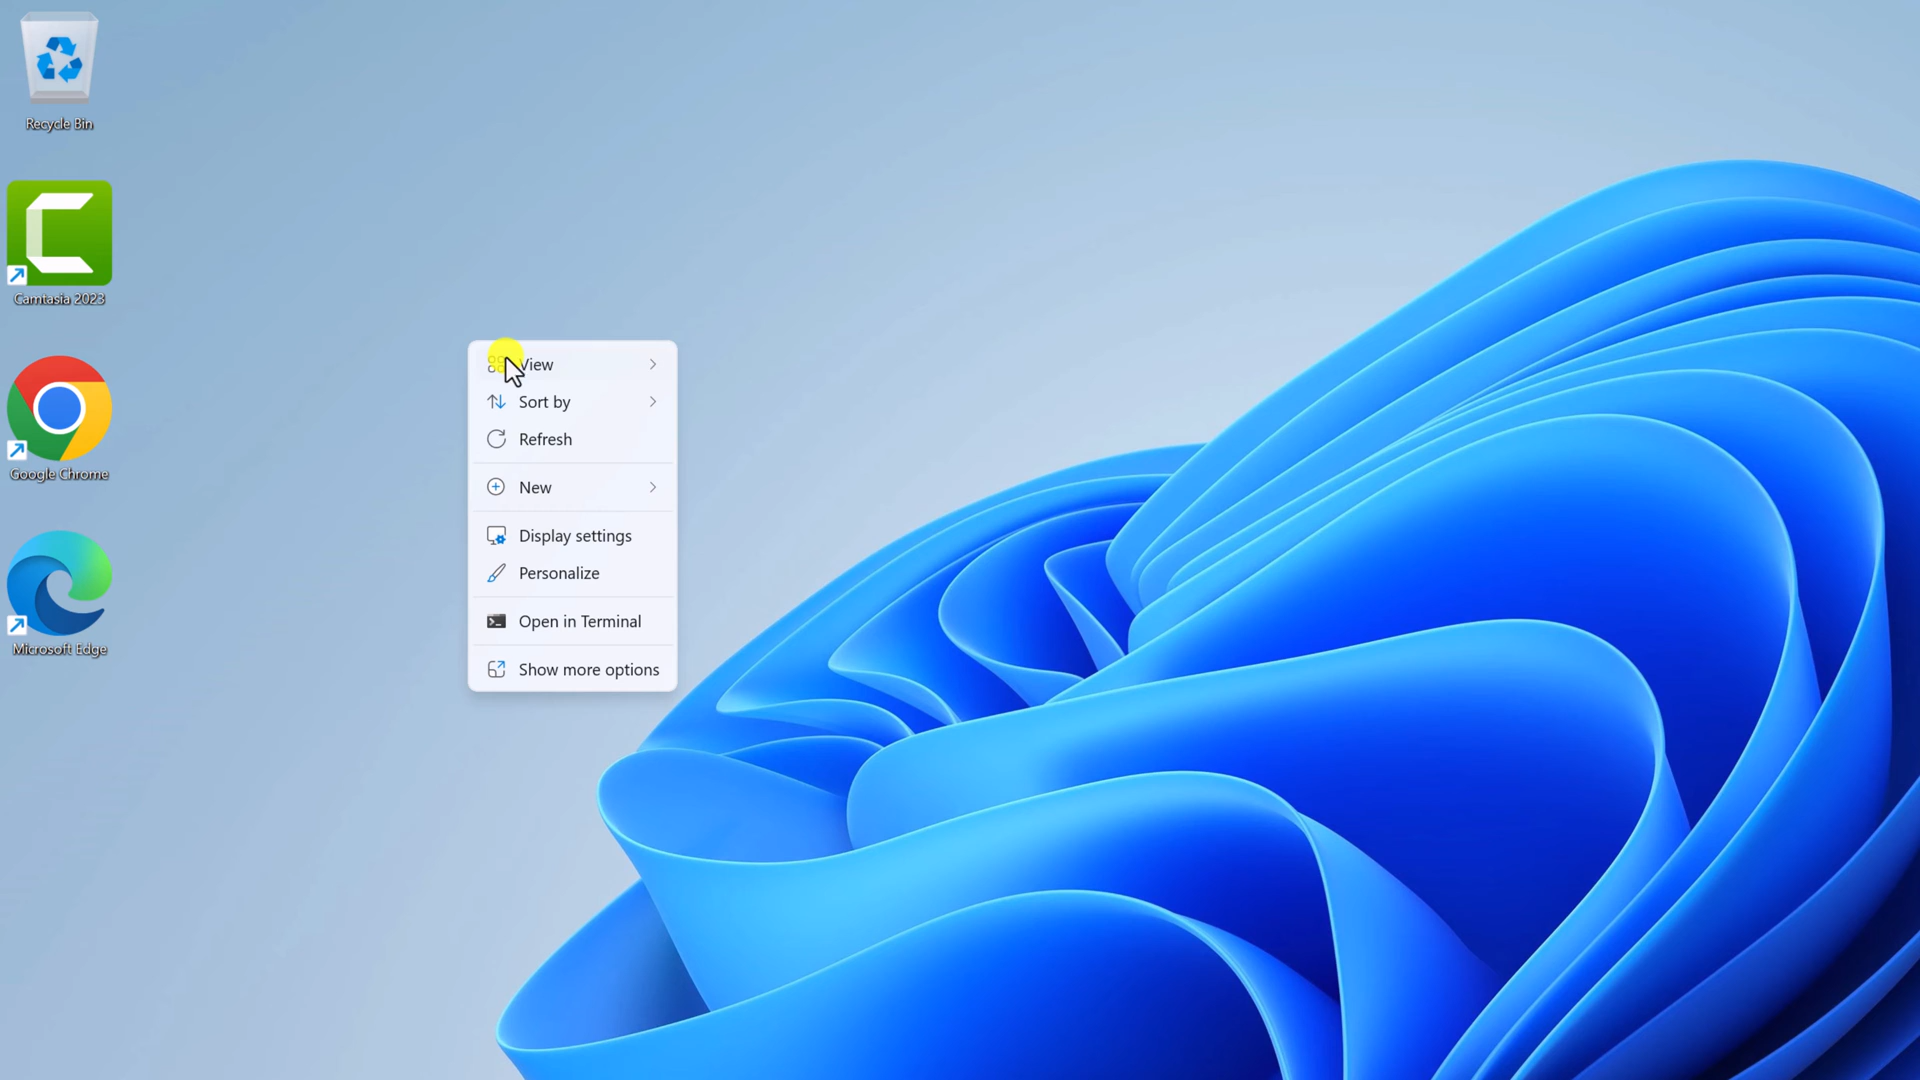 Recycle Bin
Camtasia 2023
Google Chrome
Microsoft Edge
View
Sort by
Refresh
New
Display settings
Personalize
Open in Terminal
Show more options